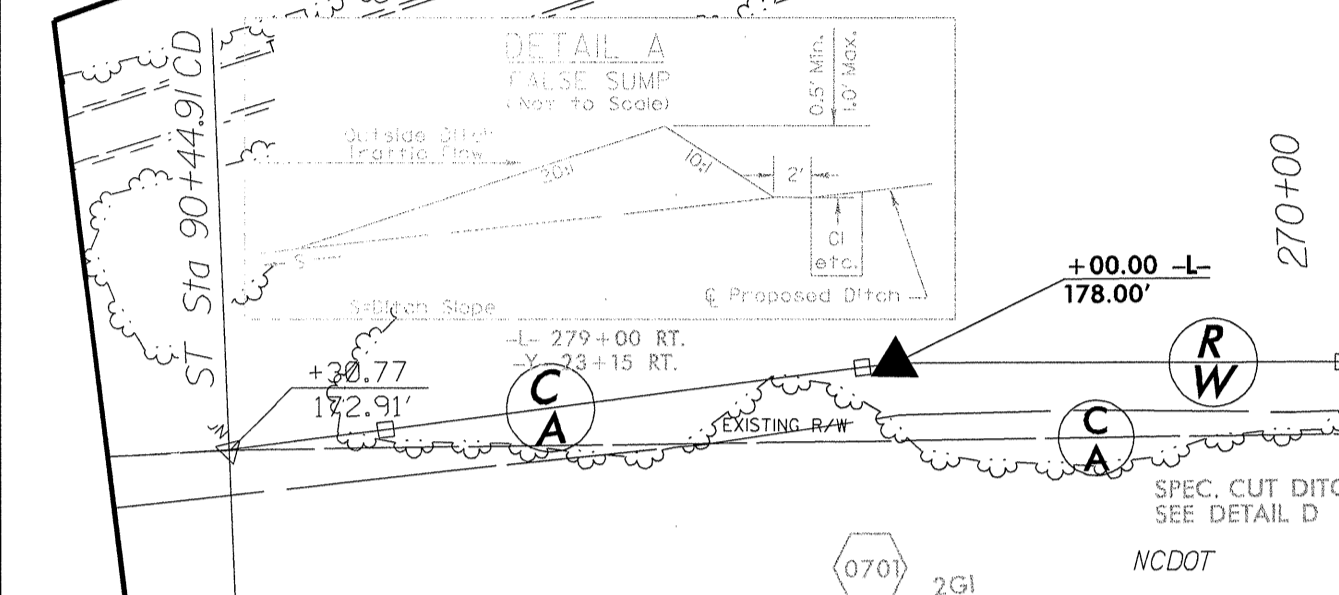 ST Sta 90+44.91 CD
DETAIL A
FALSE SUMP
(Not to Scale)
0.5' Min.
1.0' Max.
Outside Ditch
Traffic Flow
20:1
10:1
2'
CI
etc.
S
℄ Proposed Ditch
S=Ditch Slope
-L- 279+00 RT.
-Y- 23+15 RT.
270+00
+00.00 -L-
178.00'
+30.77
172.91'
C
A
R
W
EXISTING R/W
C
A
SPEC. CUT
SEE DETAIL D
NCDOT
0701
2GI